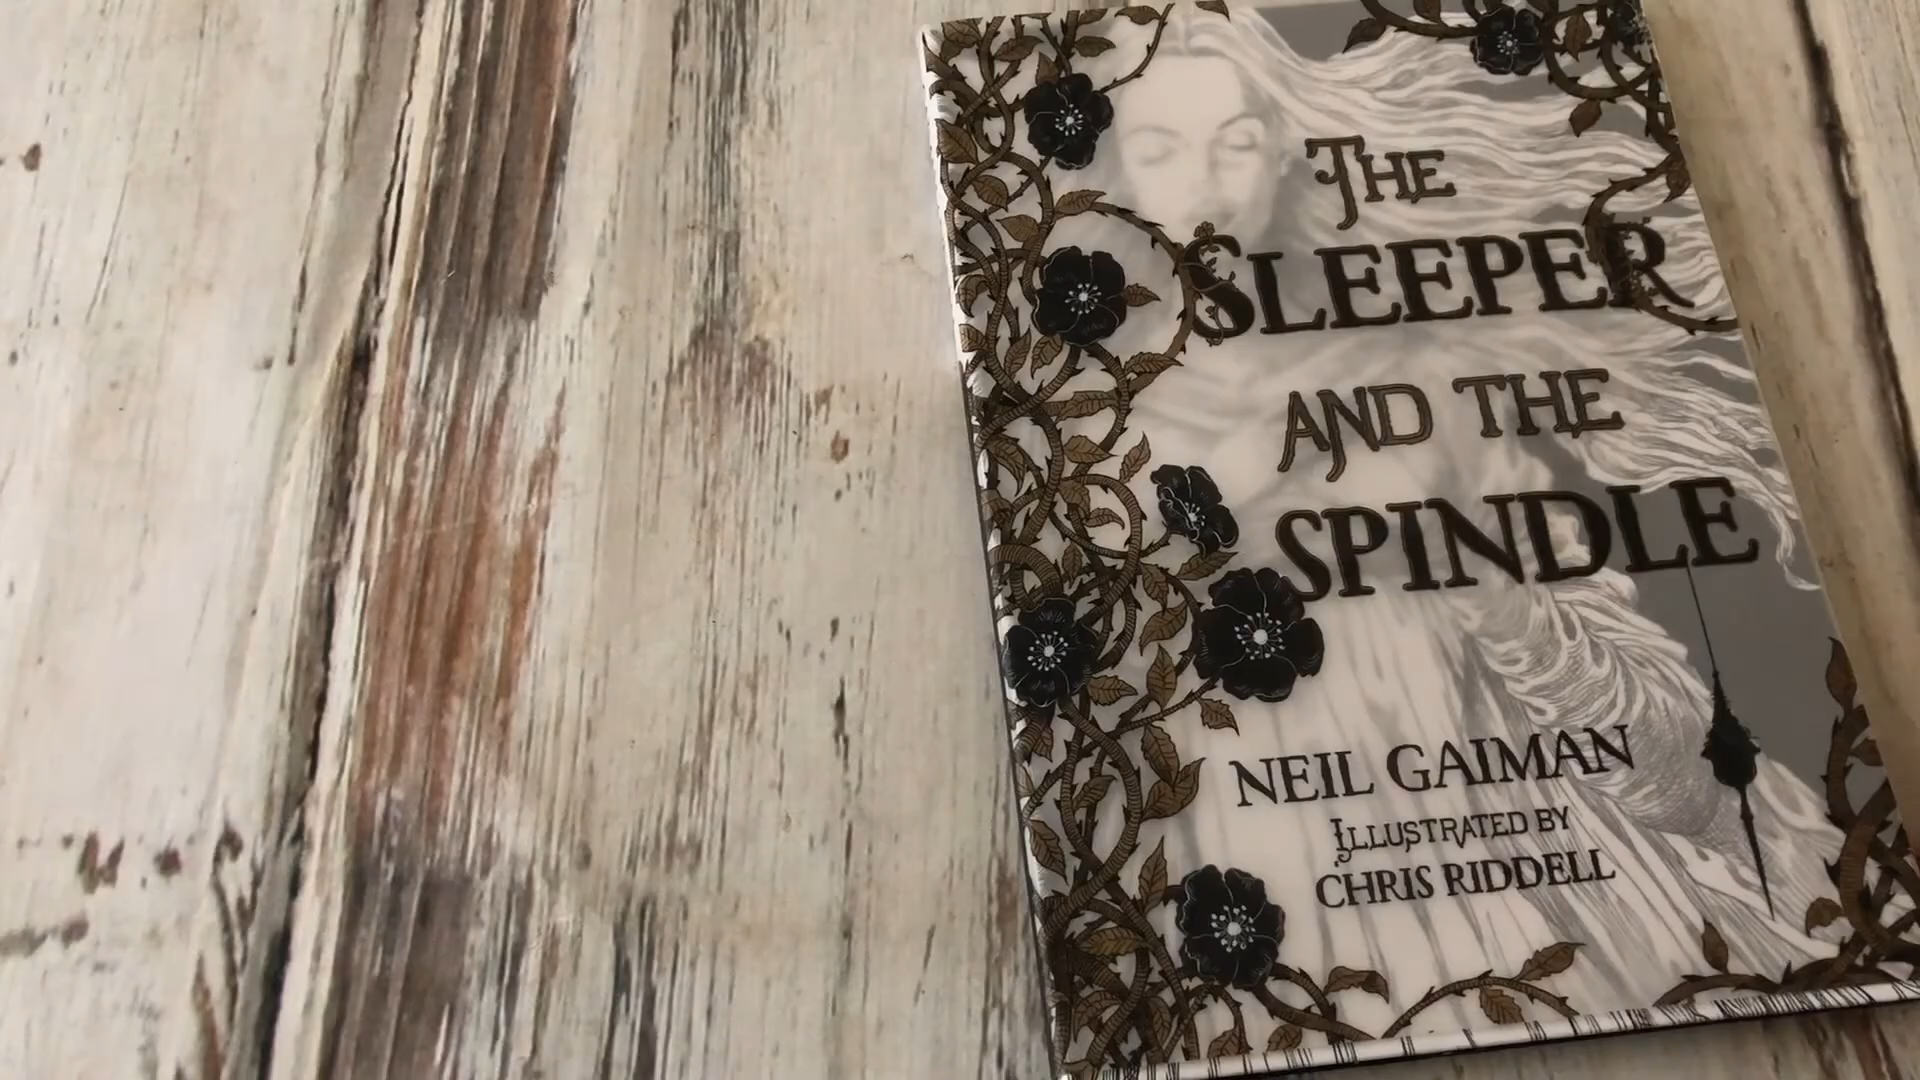 THE
SLEEPER
AND THE
SPINDLE
NEIL GAIMAN
ILLUSTRATED BY
CHRIS RIDDELL